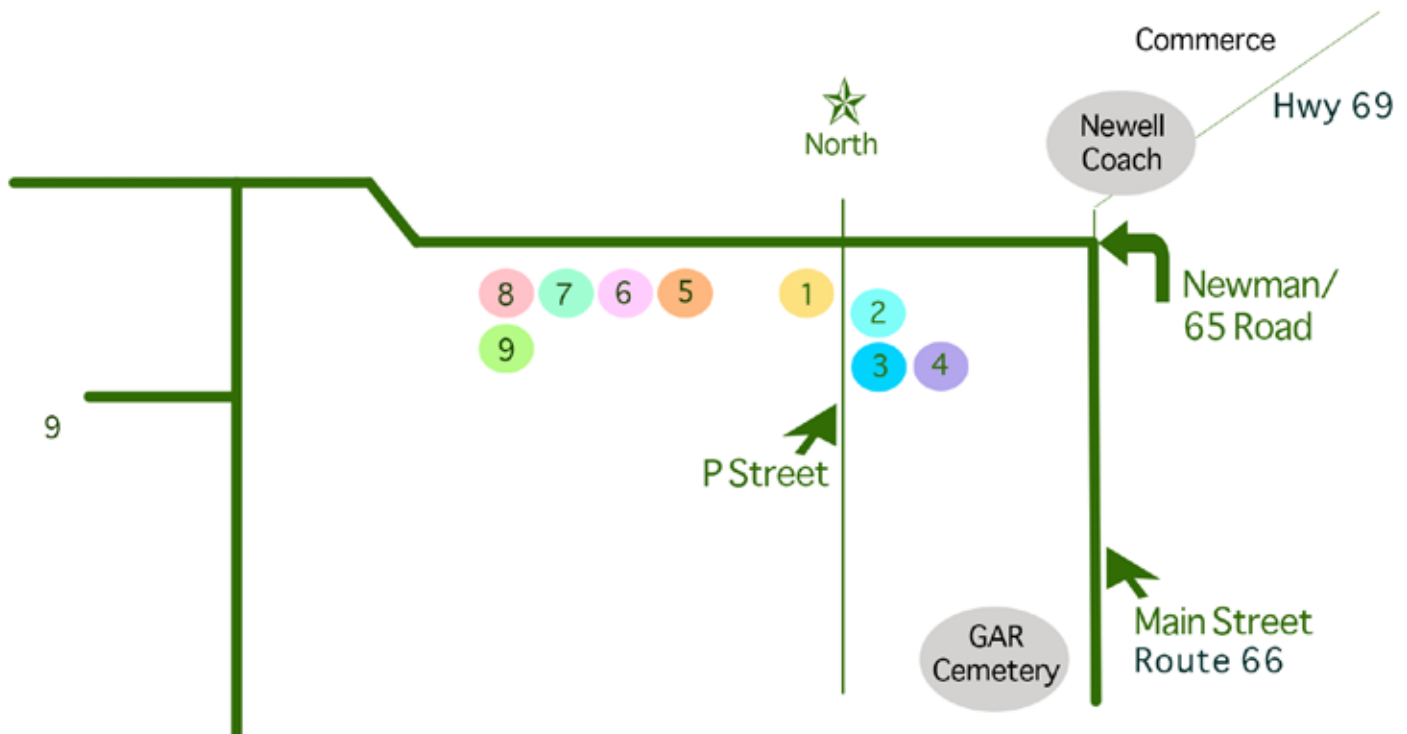 Commerce
Hwy 69
Newell
Coach
North
Newman/
65 Road
8 7 6 5 1
2
9
3 4
9
P Street
Main Street
Route 66
GAR
Cemetery